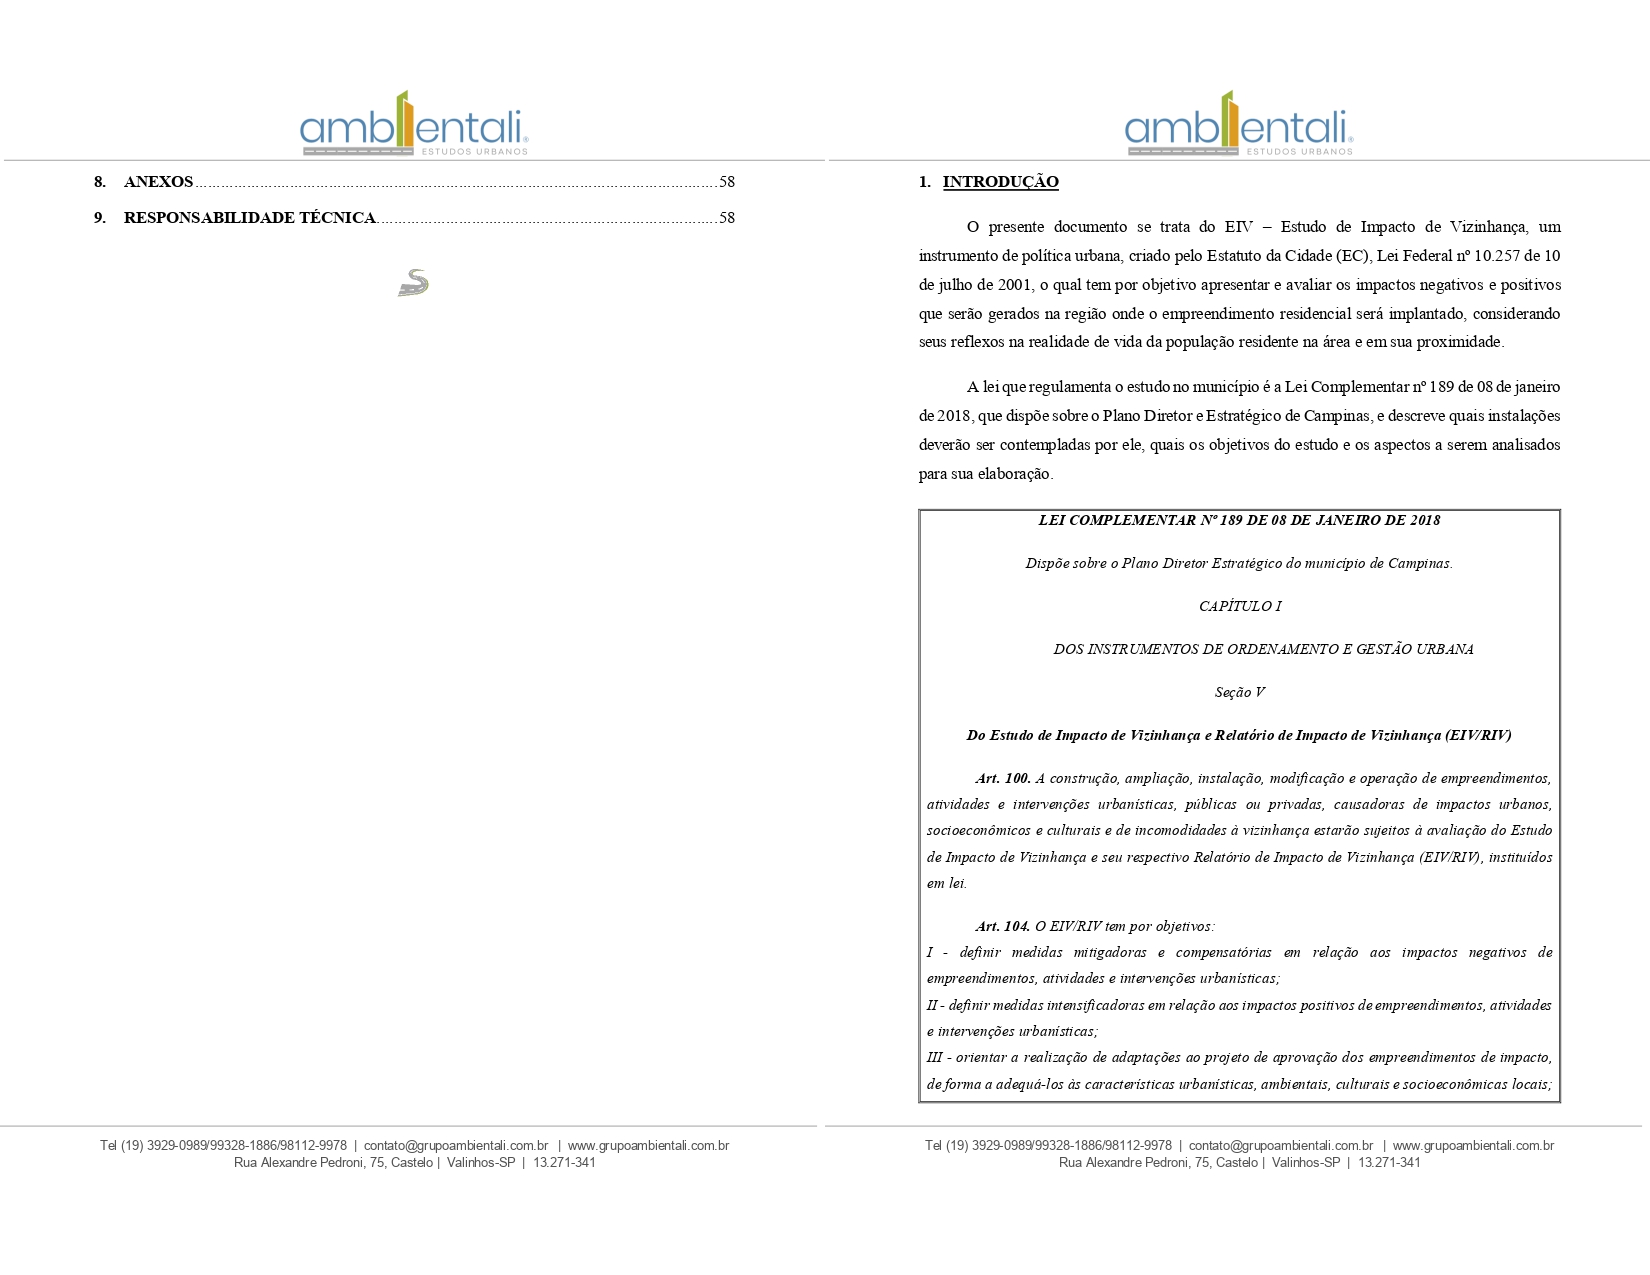 ambientali®
ESTUDOS URBANOS
8. ANEXOS 58
9. RESPONSABILIDADE TÉCNICA 58
Tel (19) 3929-0989/99328-1886/98112-9978 | contato@grupoambientali.com.br | www.grupoambientali.com.br
Rua Alexandre Pedroni, 75, Castelo | Valinhos-SP | 13.271-341
ambientali®
ESTUDOS URBANOS
1. INTRODUÇÃO
O presente documento se trata do EIV – Estudo de Impacto de Vizinhança, um
instrumento de política urbana, criado pelo Estatuto da Cidade (EC), Lei Federal nº 10.257 de 10
de julho de 2001, o qual tem por objetivo apresentar e avaliar os impactos negativos e positivos
que serão gerados na região onde o empreendimento residencial será implantado, considerando
seus reflexos na realidade de vida da população residente na área e em sua proximidade.
A lei que regulamenta o estudo no município é a Lei Complementar nº 189 de 08 de janeiro
de 2018, que dispõe sobre o Plano Diretor e Estratégico de Campinas, e descreve quais instalações
deverão ser contempladas por ele, quais os objetivos do estudo e os aspectos a serem analisados
para sua elaboração.
LEI COMPLEMENTAR Nº 189 DE 08 DE JANEIRO DE 2018
Dispõe sobre o Plano Diretor Estratégico do município de Campinas.
CAPÍTULO I
DOS INSTRUMENTOS DE ORDENAMENTO E GESTÃO URBANA
Seção V
Do Estudo de Impacto de Vizinhança e Relatório de Impacto de Vizinhança (EIV/RIV)
Art. 100. A construção, ampliação, instalação, modificação e operação de empreendimentos,
atividades e intervenções urbanísticas, públicas ou privadas, causadoras de impactos urbanos,
socioeconômicos e culturais e de incomodidades à vizinhança estarão sujeitos à avaliação do Estudo
de Impacto de Vizinhança e seu respectivo Relatório de Impacto de Vizinhança (EIV/RIV), instituídos
em lei.
Art. 104. O EIV/RIV tem por objetivos:
I - definir medidas mitigadoras e compensatórias em relação aos impactos negativos de
empreendimentos, atividades e intervenções urbanísticas;
II - definir medidas intensificadoras em relação aos impactos positivos de empreendimentos, atividades
e intervenções urbanísticas;
III - orientar a realização de adaptações ao projeto de aprovação dos empreendimentos de impacto,
de forma a adequá-los às características urbanísticas, ambientais, culturais e socioeconômicas locais;
Tel (19) 3929-0989/99328-1886/98112-9978 | contato@grupoambientali.com.br | www.grupoambientali.com.br
Rua Alexandre Pedroni, 75, Castelo | Valinhos-SP | 13.271-341